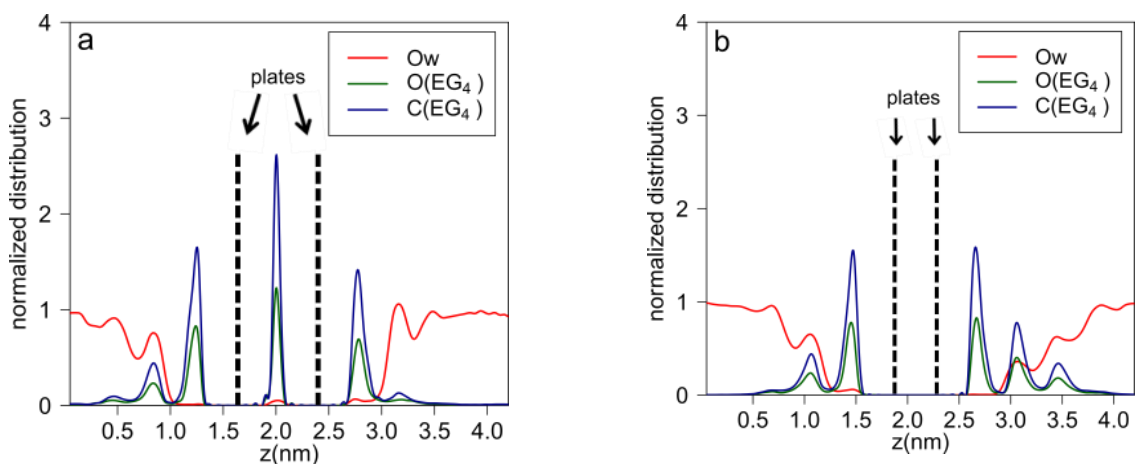 a
plates
Ow
O(EG4 )
C(EG4 )
normalized distribution
4
3
2
1
0
0.5 1.0 1.5 2.0 2.5 3.0 3.5 4.0
z(nm)
b
plates
Ow
O(EG4 )
C(EG4 )
normalized distribution
4
3
2
1
0
0.5 1.0 1.5 2.0 2.5 3.0 3.5 4.0
z(nm)